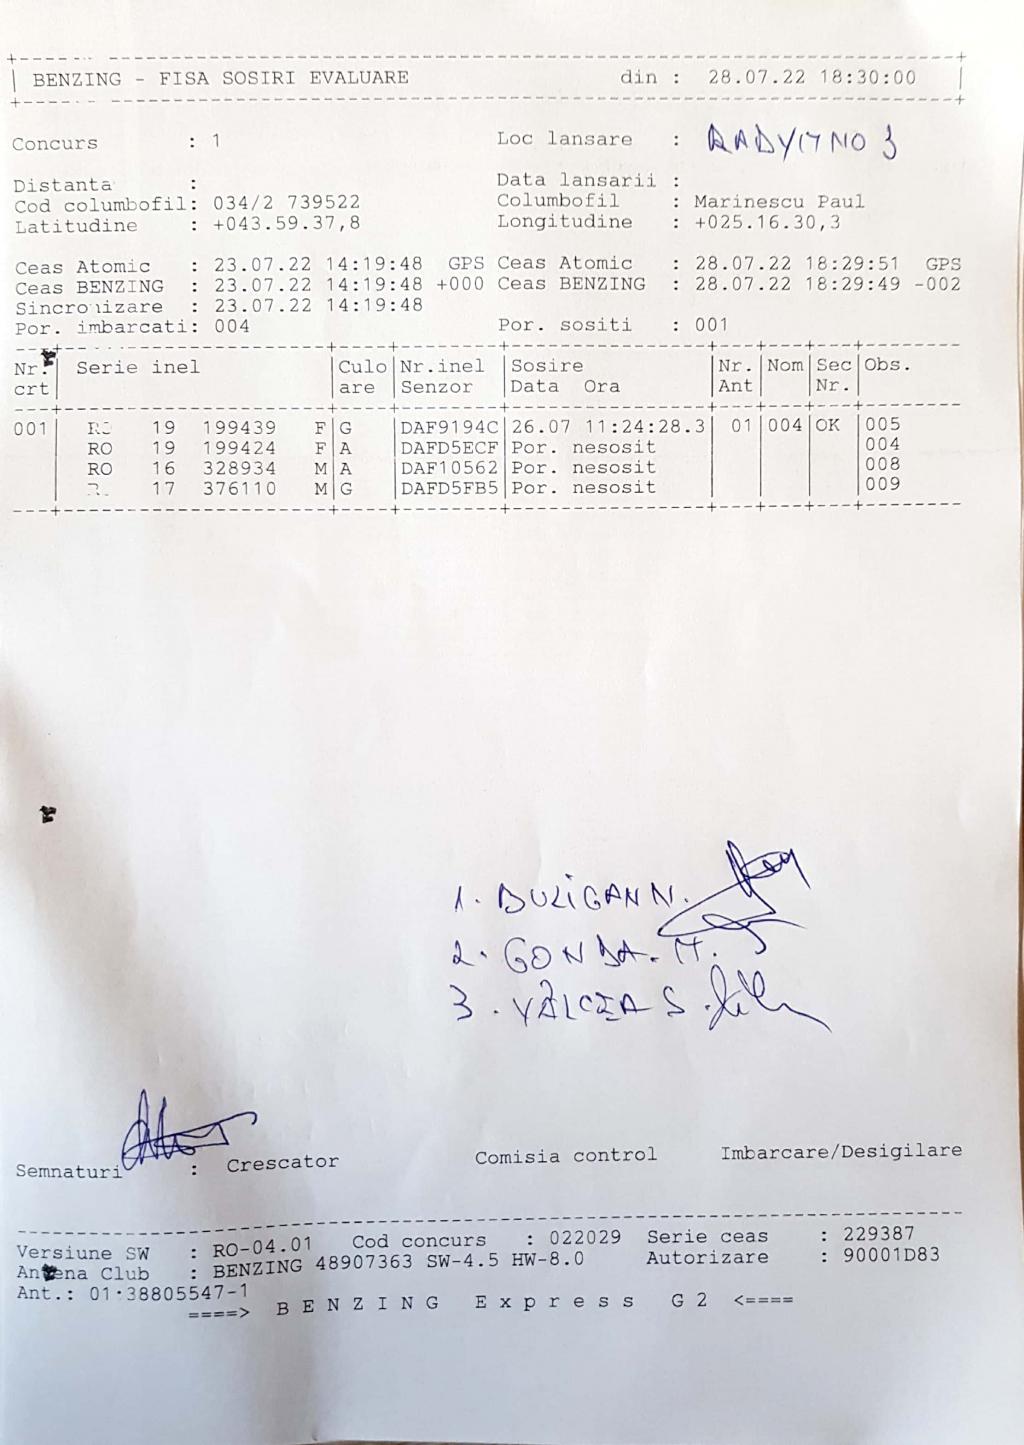 BENZING - FISA SOSIRI EVALUARE din : 28.07.22 18:30:00
Concurs : 1 Loc lansare : RADYMNO 3
Distanta : Data lansarii :
Cod columbofil: 034/2 739522 Columbofil : Marinescu Paul
Latitudine : +043.59.37,8 Longitudine : +025.16.30,3
Ceas Atomic : 23.07.22 14:19:48 GPS Ceas Atomic : 28.07.22 18:29:51 GPS
Ceas BENZING : 23.07.22 14:19:48 +000 Ceas BENZING : 28.07.22 18:29:49 -002
Sincronizare : 23.07.22 14:19:48
Por. imbarcati: 004 Por. sositi : 001
Nr. Serie inel Culo Nr.inel Sosire Nr. Nom Sec Obs.
crt are Senzor Data Ora Ant Nr.
001 RO 19 199439 F G DAF9194C 26.07 11:24:28.3 01 004 OK 005
RO 19 199424 F A DAFD5ECF Por. nesosit 004
RO 16 328934 M A DAF10562 Por. nesosit 008
17 376110 M G DAFD5FB5 Por. nesosit 009
1. BULIGAN N.
2. GONDA. M.
3. VÂLCEA S.
Semnaturi : Crescator Comisia control Imbarcare/Desigilare
Versiune SW : RO-04.01 Cod concurs : 022029 Serie ceas : 229387
Antena Club : BENZING 48907363 SW-4.5 HW-8.0 Autorizare : 90001D83
Ant.: 01·38805547-1
====> B E N Z I N G E x p r e s s G 2 <====